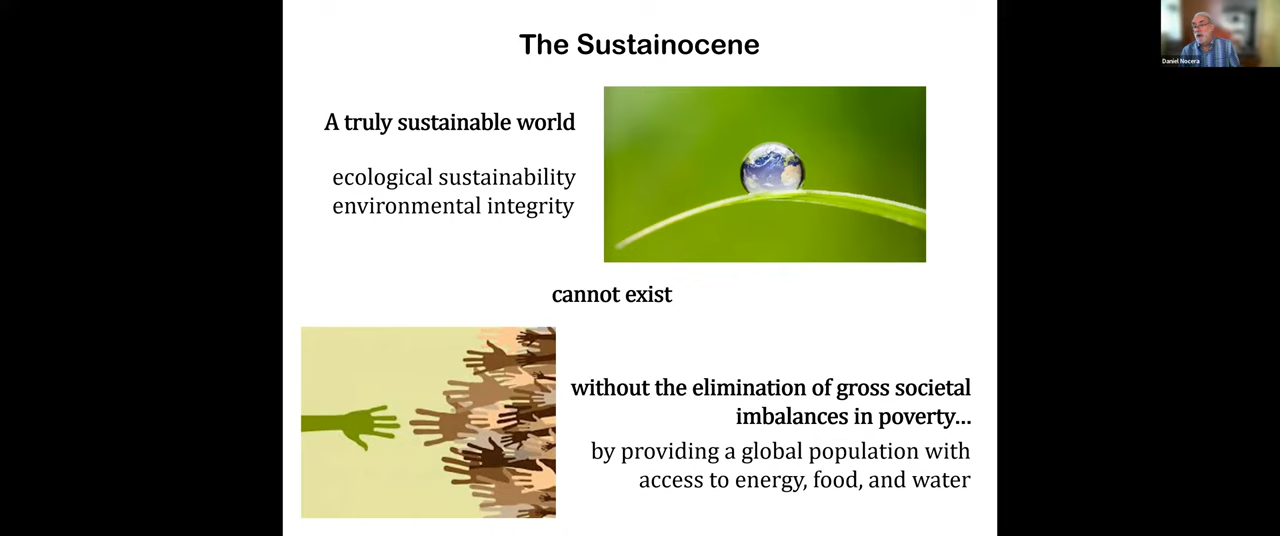 The Sustainocene
Daniel Nocera
A truly sustainable world
ecological sustainability
environmental integrity
cannot exist
without the elimination of gross societal
imbalances in poverty...
by providing a global population with
access to energy, food, and water